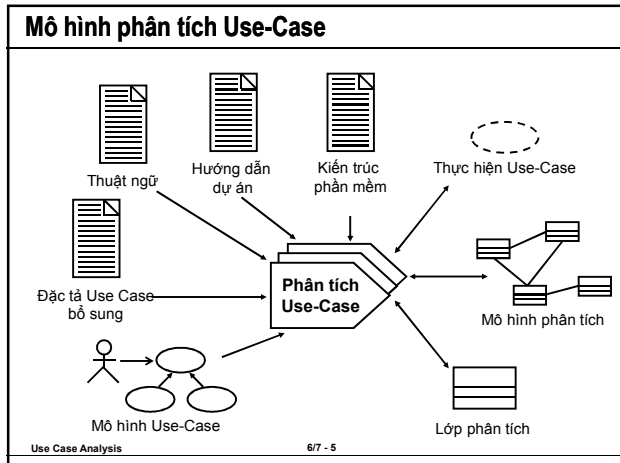 Mô hình phân tích Use-Case
Thuật ngữ
Hướng dẫn
dự án
Kiến trúc
phần mềm
Thực hiện Use-Case
Đặc tả Use Case
bổ sung
Phân tích
Use-Case
Mô hình phân tích
Mô hình Use-Case
Lớp phân tích
Use Case Analysis
6/7 - 5